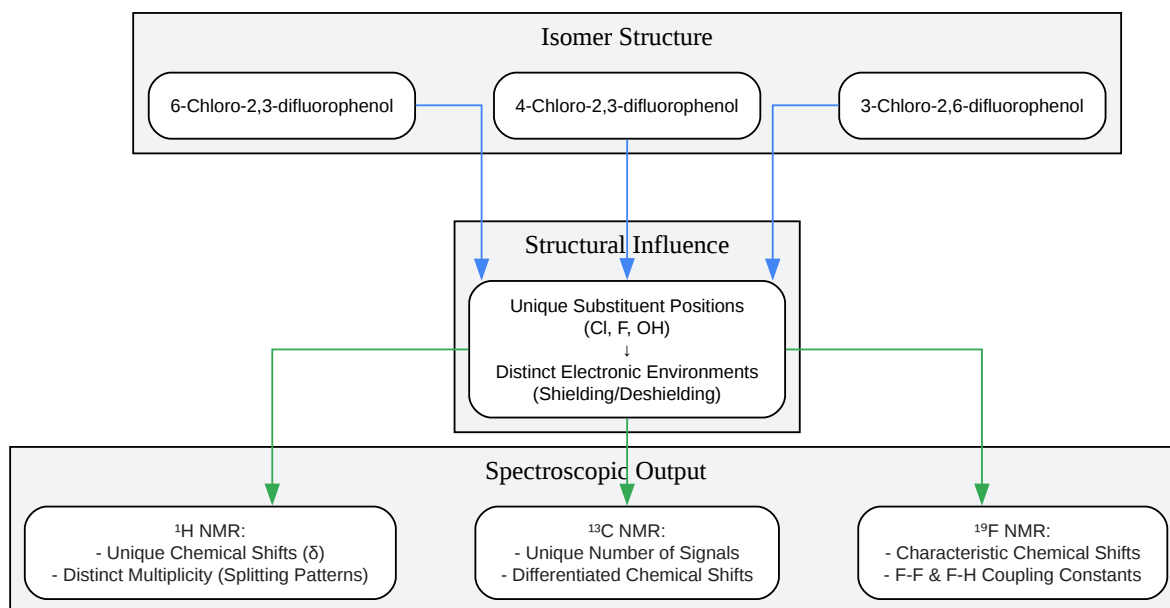 Isomer Structure
6-Chloro-2,3-difluorophenol
4-Chloro-2,3-difluorophenol
3-Chloro-2,6-difluorophenol
Structural Influence
Unique Substituent Positions
(Cl, F, OH)
↓
Distinct Electronic Environments
(Shielding/Deshielding)
Spectroscopic Output
¹H NMR:
- Unique Chemical Shifts (δ)
- Distinct Multiplicity (Splitting Patterns)
¹³C NMR:
- Unique Number of Signals
- Differentiated Chemical Shifts
¹⁹F NMR:
- Characteristic Chemical Shifts
- F-F & F-H Coupling Constants